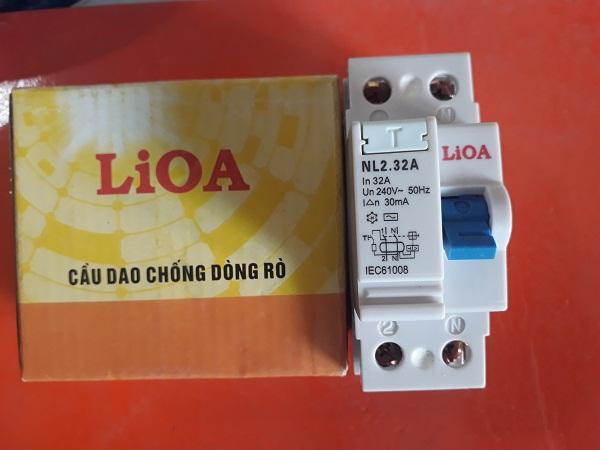 LiOA
CẦU DAO CHỐNG DÒNG RÒ
N
T
NL2.32A
In 32A
Un 240V~ 50Hz
I△n 30mA
IEC61008
LiOA
2
N